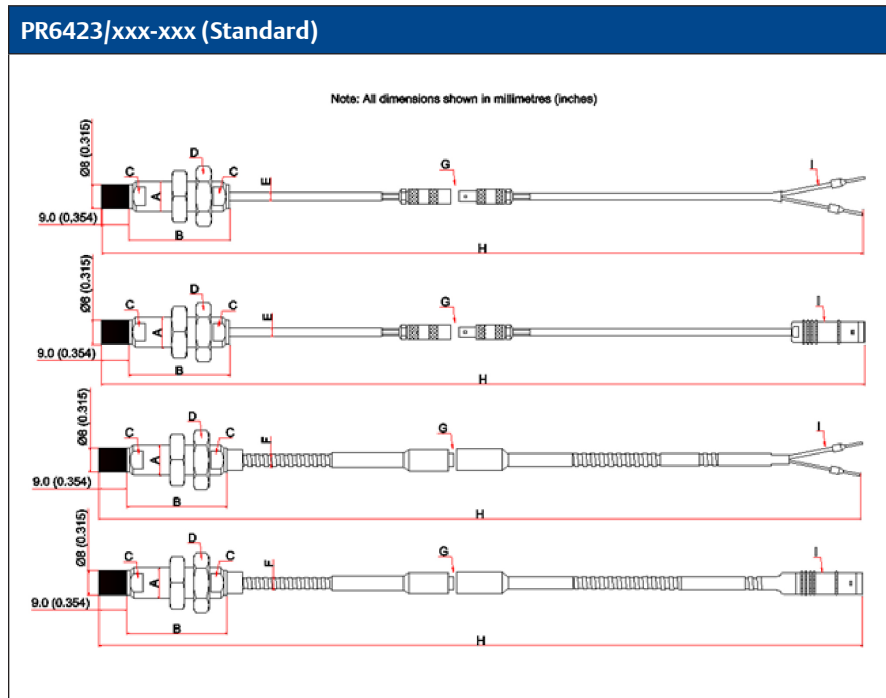 PR6423/xxx-xxx (Standard)
Note: All dimensions shown in millimetres (inches)
Ø8 (0.315)
C
A
D
C
E
G
I
9.0 (0,354)
B
H
Ø8 (0.315)
C
A
D
C
E
G
I
9.0 (0.354)
B
H
Ø8 (0.315)
C
A
D
C
F
G
I
9.0 (0.354)
B
H
Ø8 (0.315)
C
A
D
C
F
G
I
9.0 (0.354)
B
H